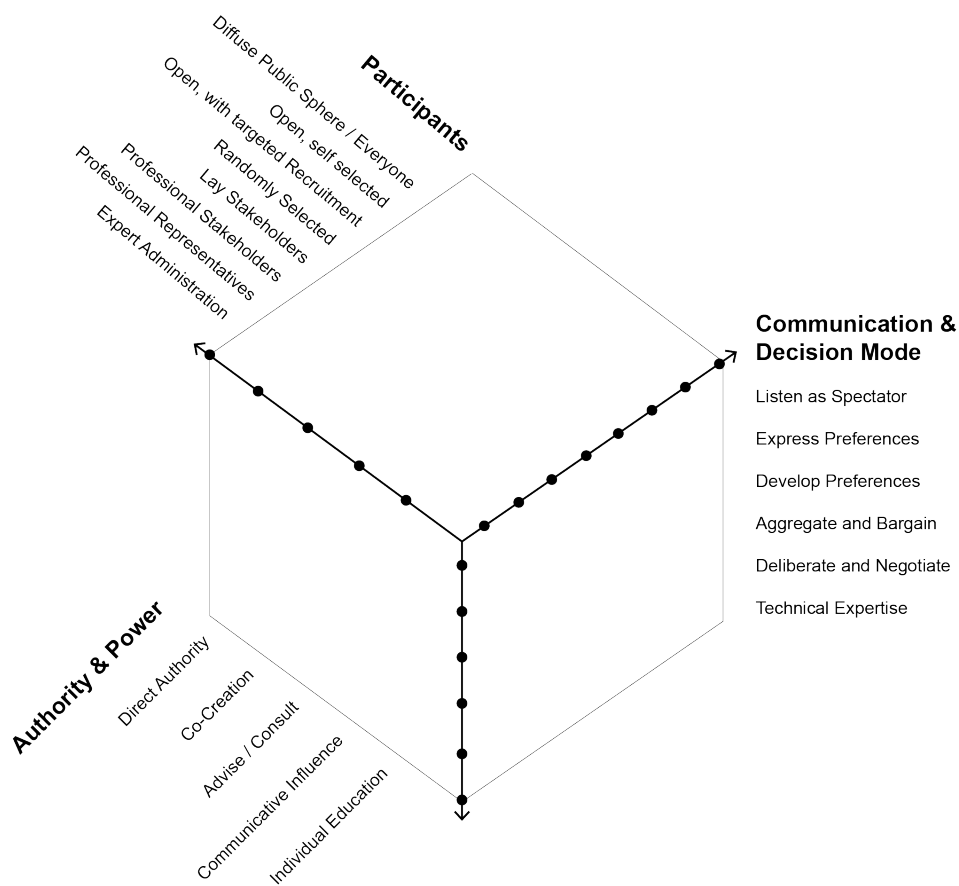 Participants
Diffuse Public Sphere / Everyone
Open, self selected
Open, with targeted Recruitment
Randomly Selected
Lay Stakeholders
Professional Stakeholders
Professional Representatives
Expert Administration
Communication &
Decision Mode
Listen as Spectator
Express Preferences
Develop Preferences
Aggregate and Bargain
Deliberate and Negotiate
Technical Expertise
Authority & Power
Direct Authority
Co-Creation
Advise / Consult
Communicative Influence
Individual Education